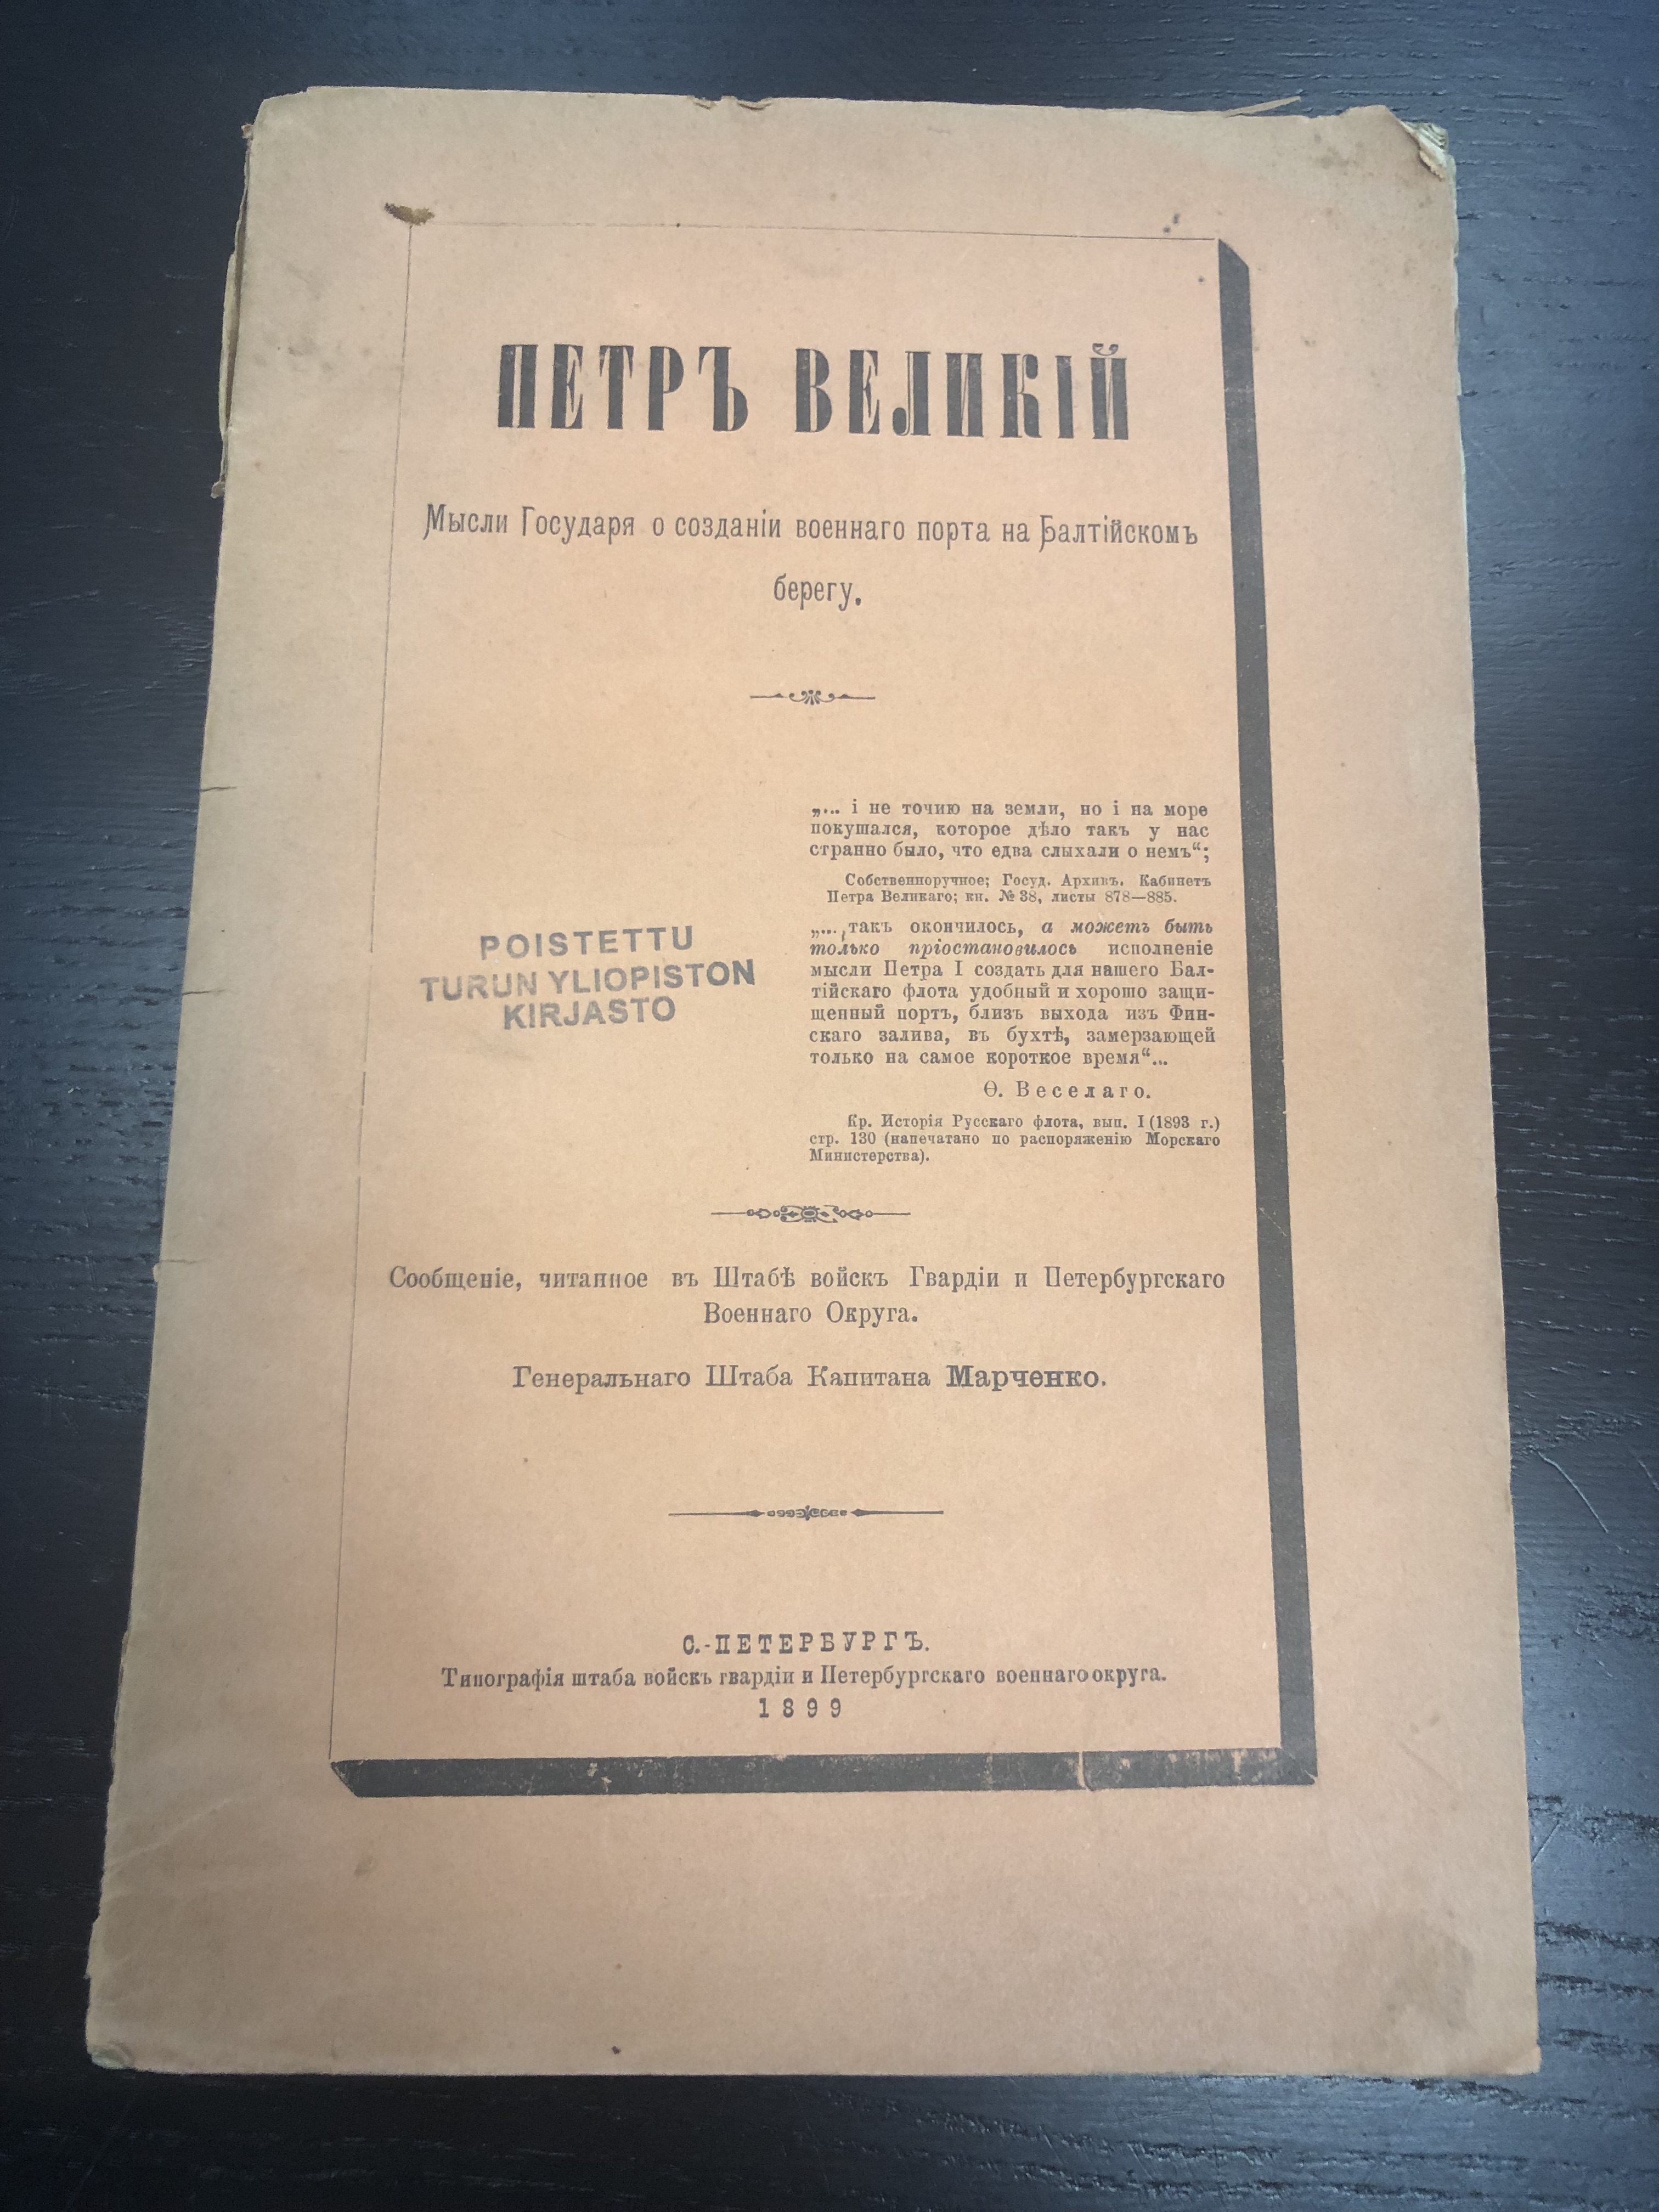 ПЕТРЪ ВЕЛИКІЙ
Мысли Государя о созданіи военнаго порта на Балтійскомъ
берегу.
„... і не точию на земли, но і на море
покушался, которое дѣло такъ у нас
странно было, что едва слыхали о немъ“;
Собственноручное; Госуд. Архивъ. Кабинетъ
Петра Великаго; кн. № 38, листы 878—885.
„... такъ окончилось, а можетъ быть
только пріостановилось исполненіе
мысли Петра I создать для нашего Бал-
тійскаго флота удобный и хорошо защи-
щенный портъ, близъ выхода изъ Фин-
скаго залива, въ бухтѣ, замерзающей
только на самое короткое время“...
Ѳ. Веселаго.
Кр. Исторія Русскаго флота, вып. I (1893 г.)
стр. 130 (напечатано по распоряженію Морскаго
Министерства).
POISTETTU
TURUN YLIOPISTON
KIRJASTO
Сообщеніе, читанное въ Штабѣ войскъ Гвардіи и Петербургскаго
Военнаго Округа.
Генеральнаго Штаба Капитана Марченко.
С.-ПЕТЕРБУРГЪ.
Типографія штаба войскъ гвардіи и Петербургскаго военнаго округа.
1899